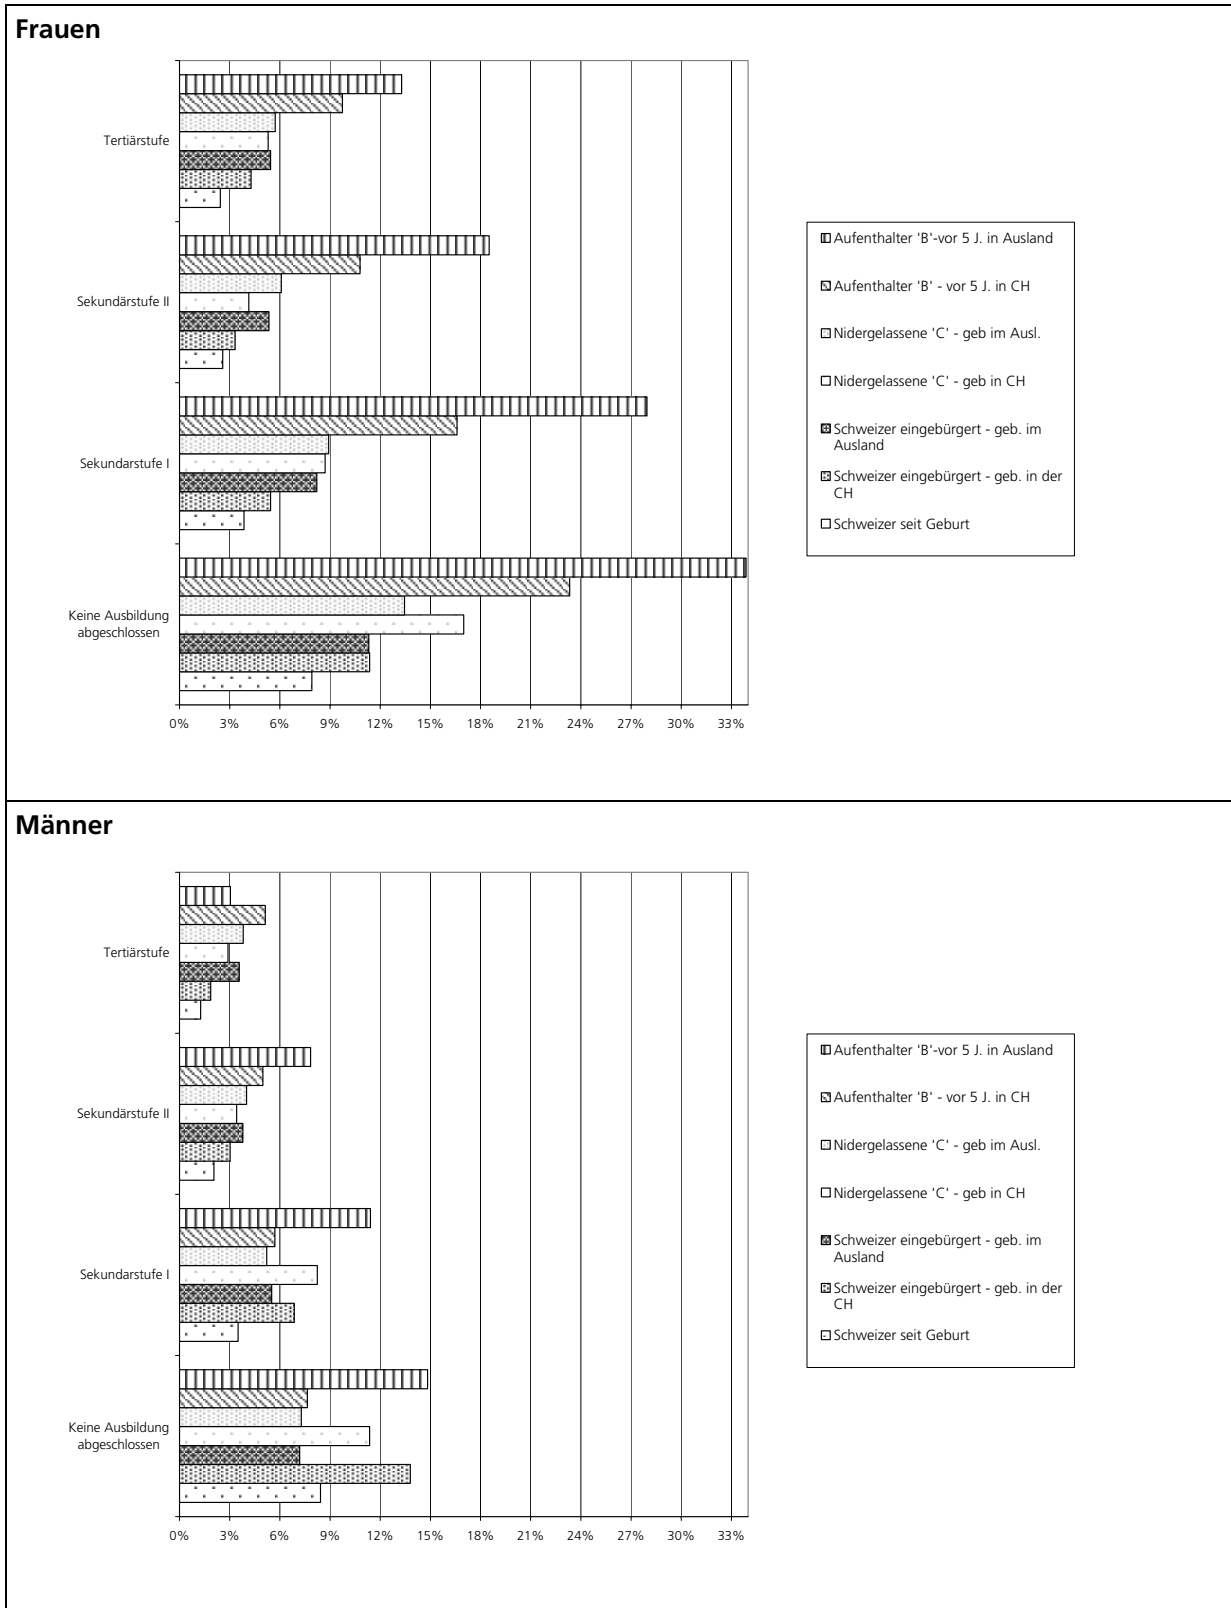 Frauen
Tertiärstufe
Sekundärstufe II
Sekundarstufe I
Keine Ausbildung
abgeschlossen
0% 3% 6% 9% 12% 15% 18% 21% 24% 27% 30% 33%
Aufenthalter 'B'-vor 5 J. in Ausland
Aufenthalter 'B' - vor 5 J. in CH
Nidergelassene 'C' - geb im Ausl.
Nidergelassene 'C' - geb in CH
Schweizer eingebürgert - geb. im
Ausland
Schweizer eingebürgert - geb. in der
CH
Schweizer seit Geburt
Männer
Tertiärstufe
Sekundärstufe II
Sekundarstufe I
Keine Ausbildung
abgeschlossen
0% 3% 6% 9% 12% 15% 18% 21% 24% 27% 30% 33%
Aufenthalter 'B'-vor 5 J. in Ausland
Aufenthalter 'B' - vor 5 J. in CH
Nidergelassene 'C' - geb im Ausl.
Nidergelassene 'C' - geb in CH
Schweizer eingebürgert - geb. im
Ausland
Schweizer eingebürgert - geb. in der
CH
Schweizer seit Geburt